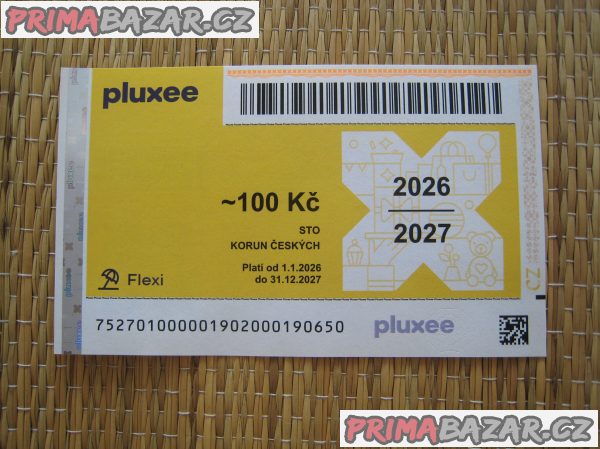 PRIMABAZAR.CZ
pluxee
~100 Kč
STO
KORUN ČESKÝCH
Platí od 1.1.2026
do 31.12.2027
2026
2027
Flexi
CZ
752701000001902000190650
pluxee
PRIMABAZAR.CZ